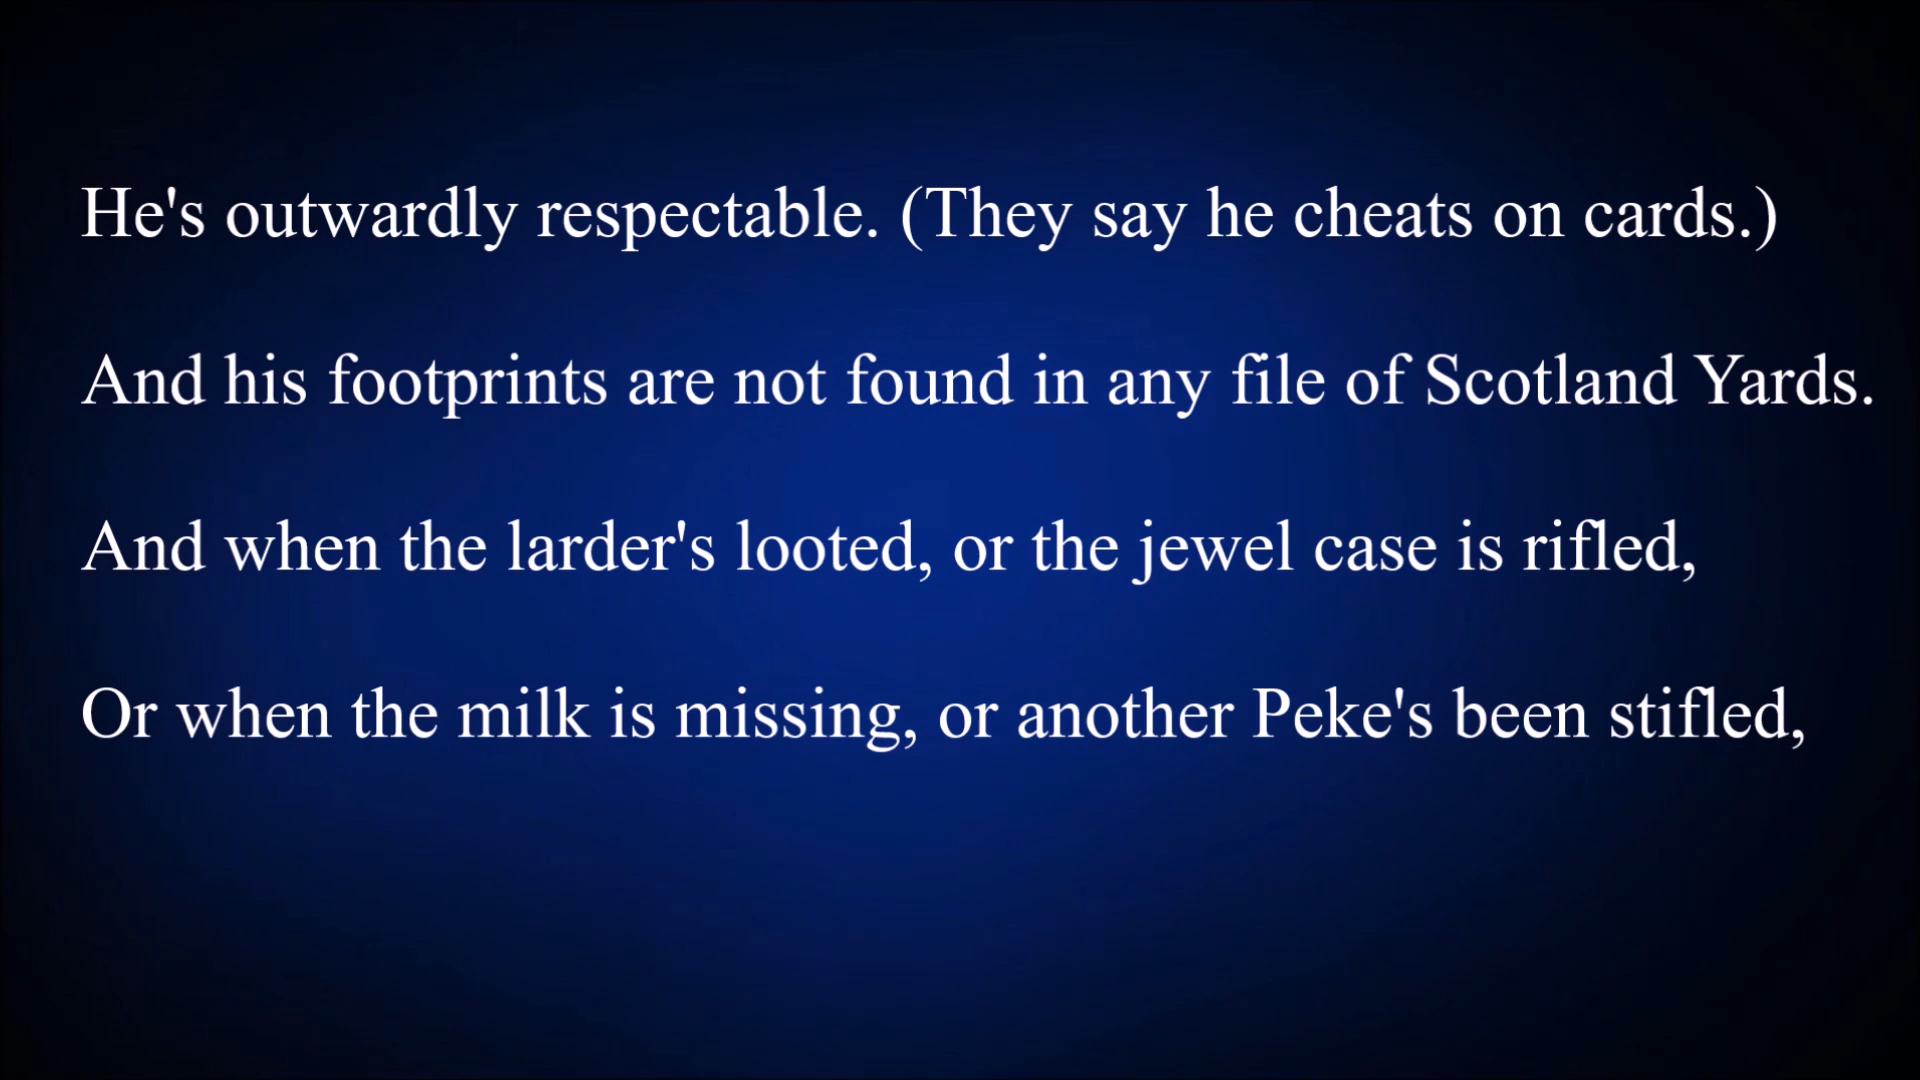 He's outwardly respectable. (They say he cheats on cards.)
And his footprints are not found in any file of Scotland Yards.
And when the larder's looted, or the jewel case is rifled,
Or when the milk is missing, or another Peke's been stifled,